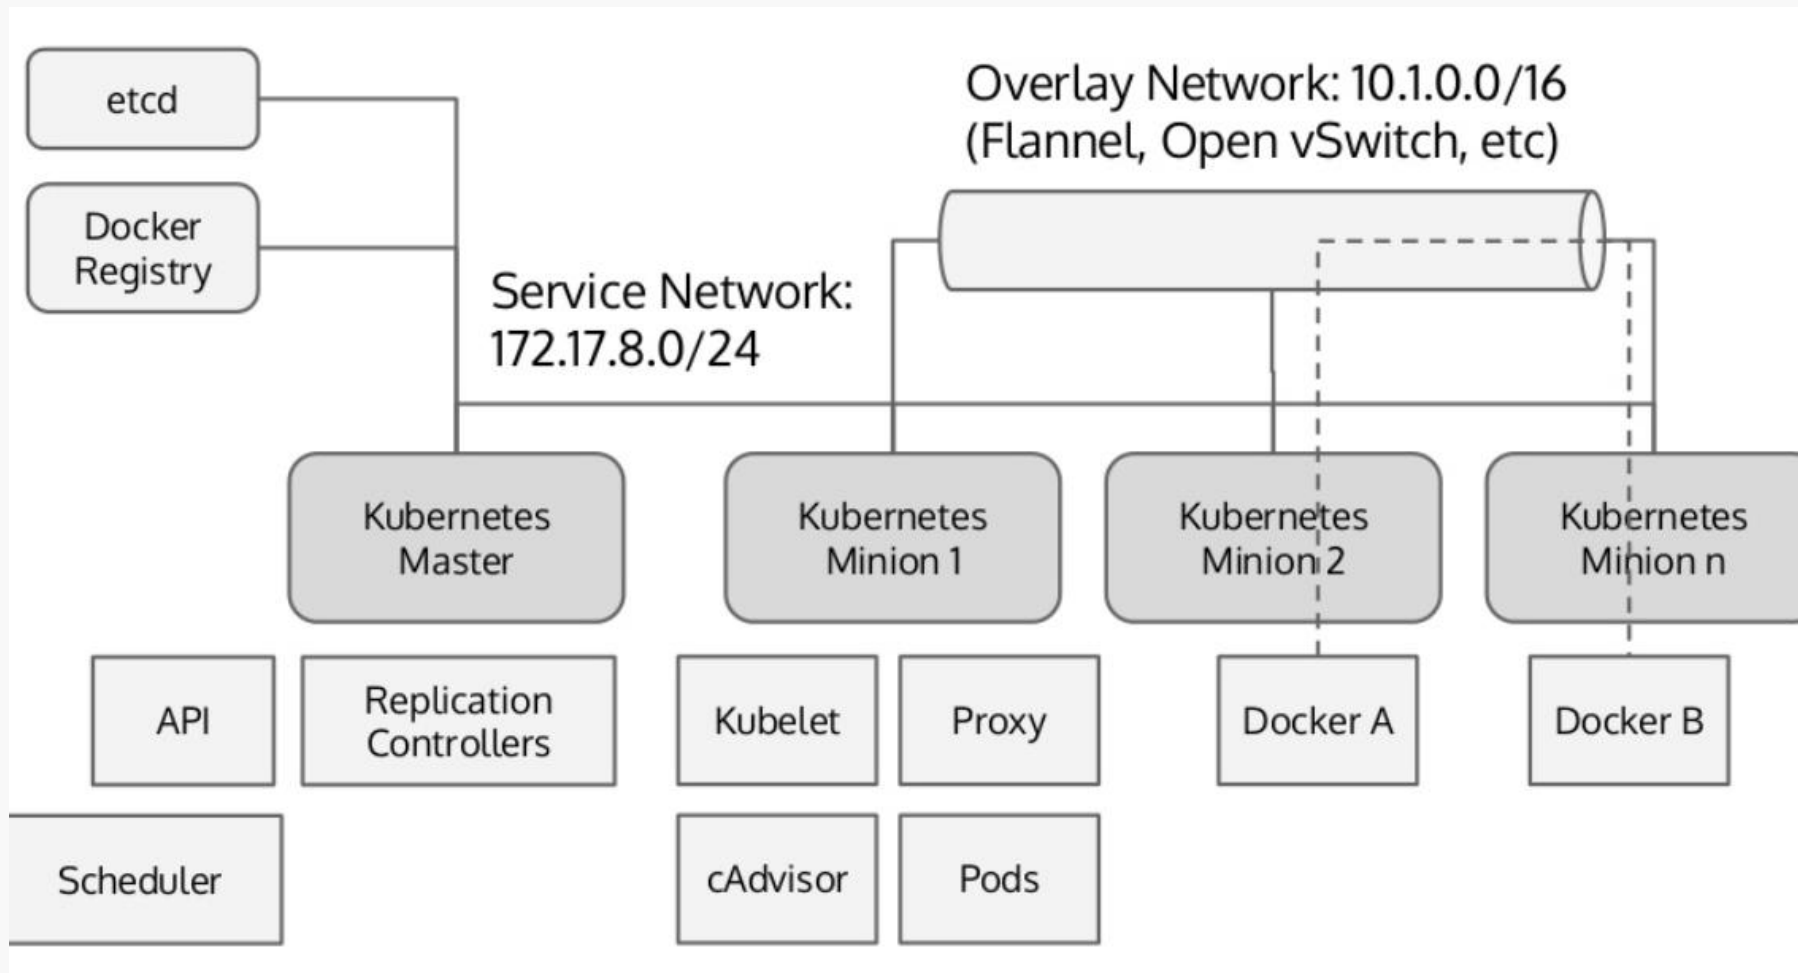 etcd
Overlay Network: 10.1.0.0/16
(Flannel, Open vSwitch, etc)
Docker
Registry
Service Network:
172.17.8.0/24
Kubernetes
Master
Kubernetes
Minion 1
Kubernetes
Minion 2
Kubernetes
Minion n
API
Replication
Controllers
Kubelet
Proxy
Docker A
Docker B
Scheduler
cAdvisor
Pods